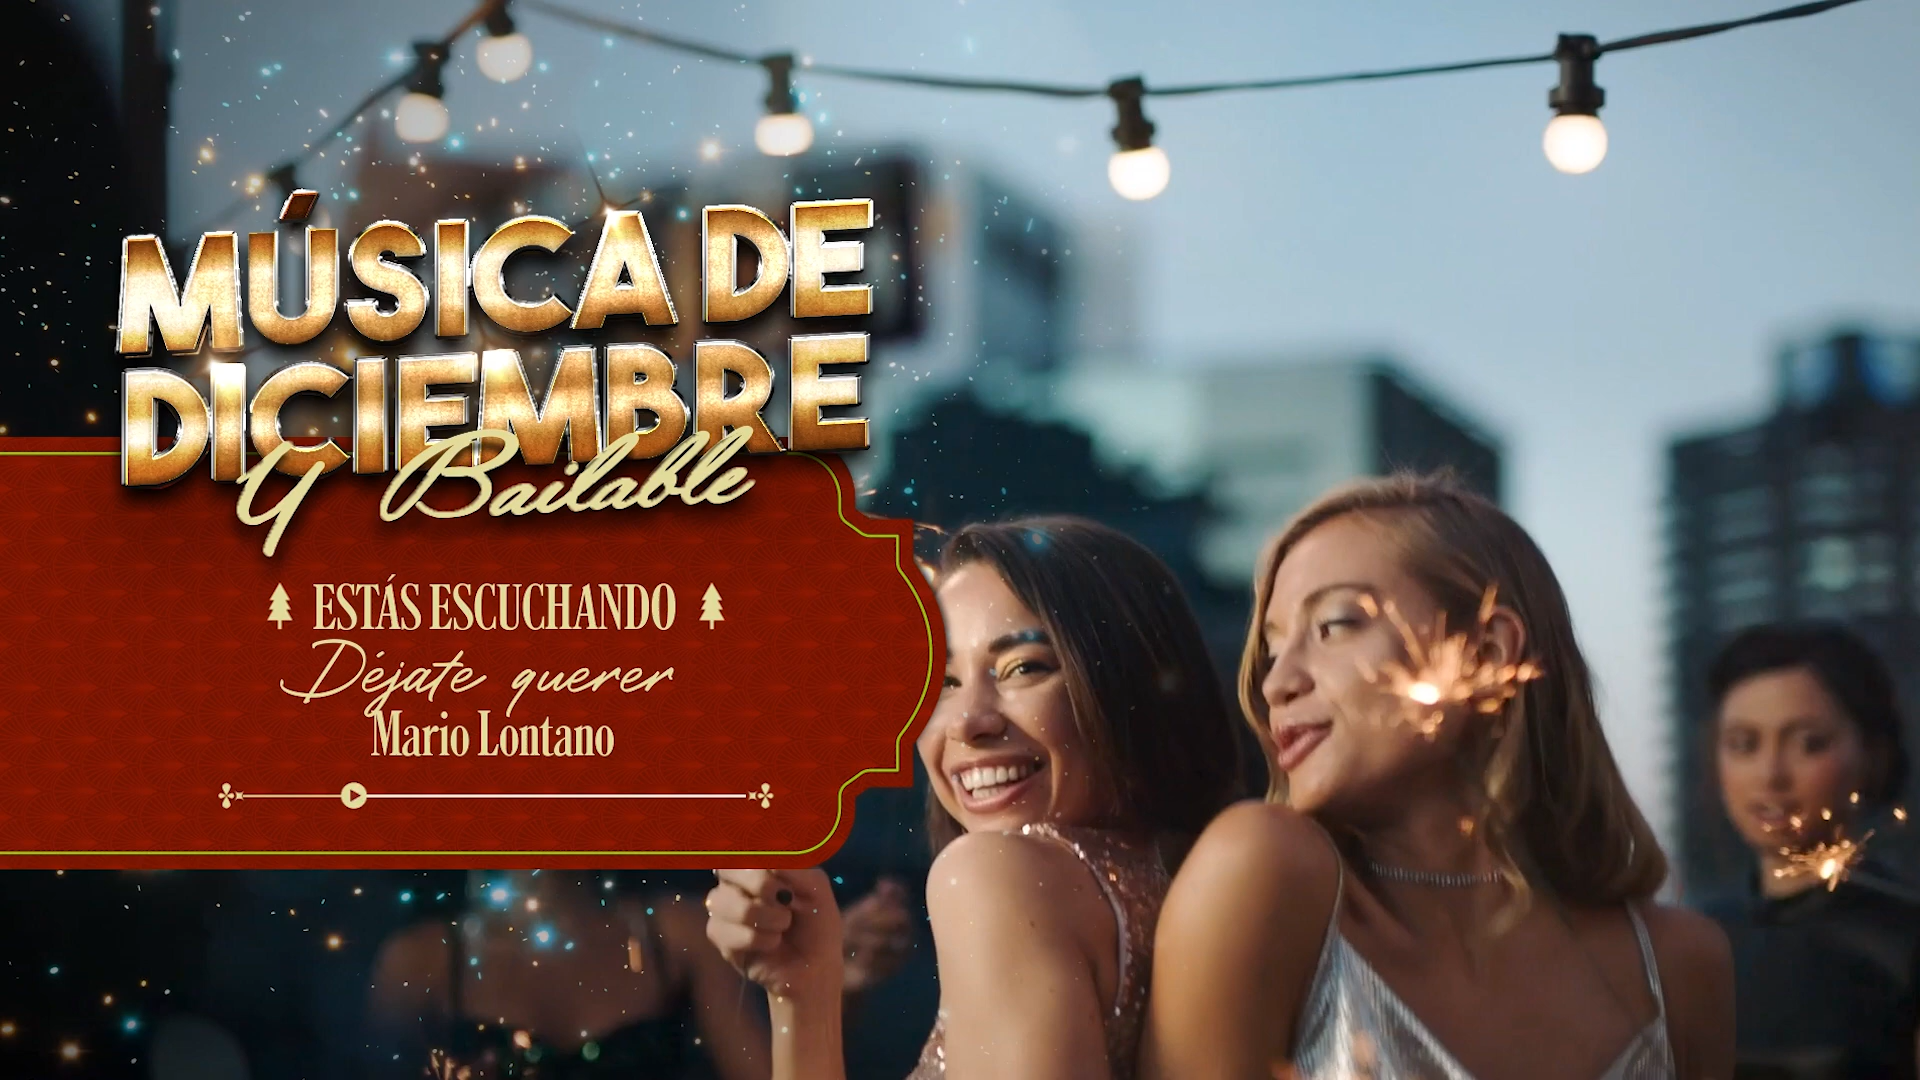 MÚSICA DE
DICIEMBRE
Y Bailable
ESTÁS ESCUCHANDO
Déjate querer
Mario Lontano